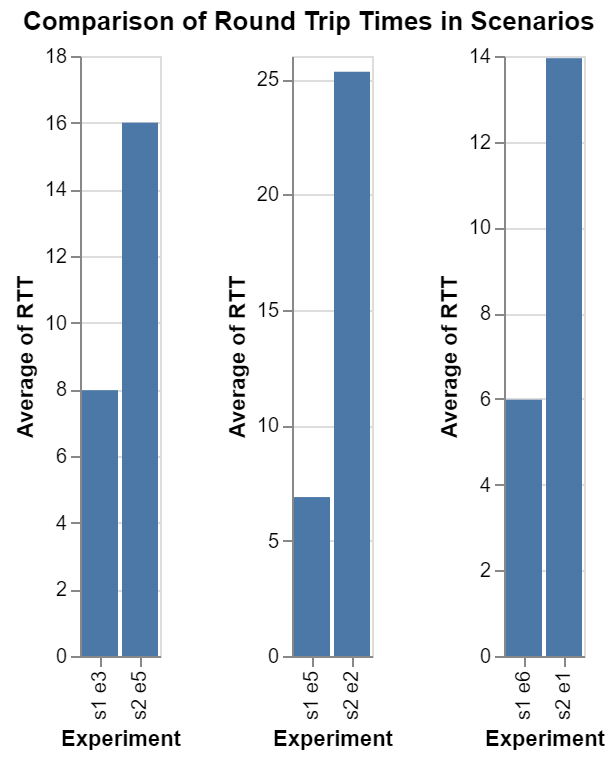 Comparison of Round Trip Times in Scenarios
Average of RTT
18
16
14
12
10
8
6
4
2
0
s1 e3
s2 e5
Experiment
Average of RTT
25
20
15
10
5
0
s1 e5
s2 e2
Experiment
Average of RTT
14
12
10
8
6
4
2
0
s1 e6
s2 e1
Experiment